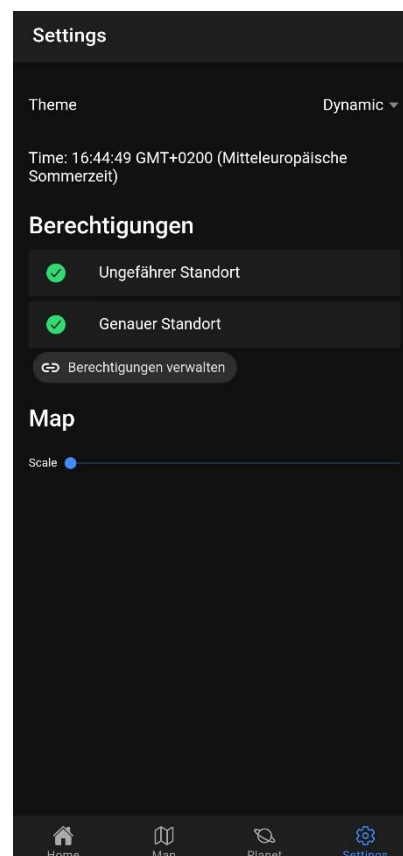 Settings
Theme
Dynamic
Time: 16:44:49 GMT+0200 (Mitteleuropäische
Sommerzeit)
Berechtigungen
Ungefährer Standort
Genauer Standort
Berechtigungen verwalten
Map
Scale
Home
Map
Planet
Settings